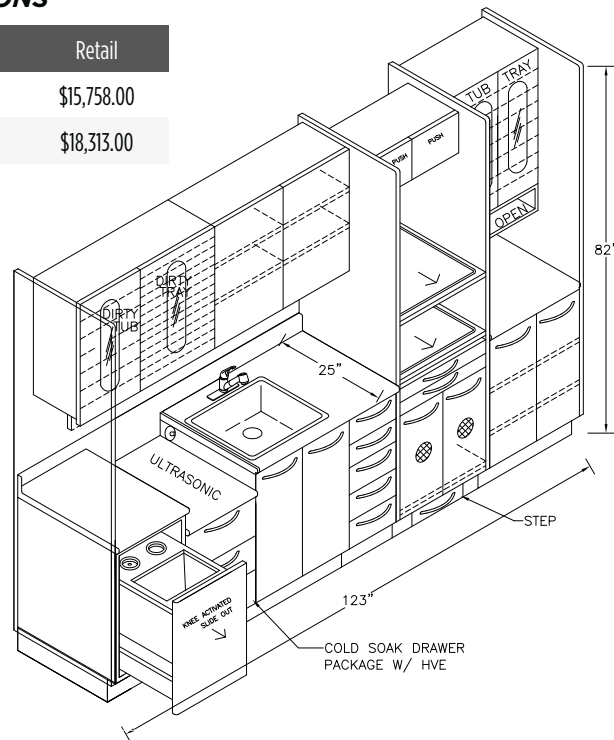 ONS
Retail
$15,758.00
$18,313.00
TUB
TRAY
PUSH
PUSH
OPEN
82"
DIRTY
TUB
DIRTY
TRAY
25"
ULTRASONIC
STEP
123"
KNEE ACTIVATED
SLIDE OUT
COLD SOAK DRAWER
PACKAGE W/ HVE